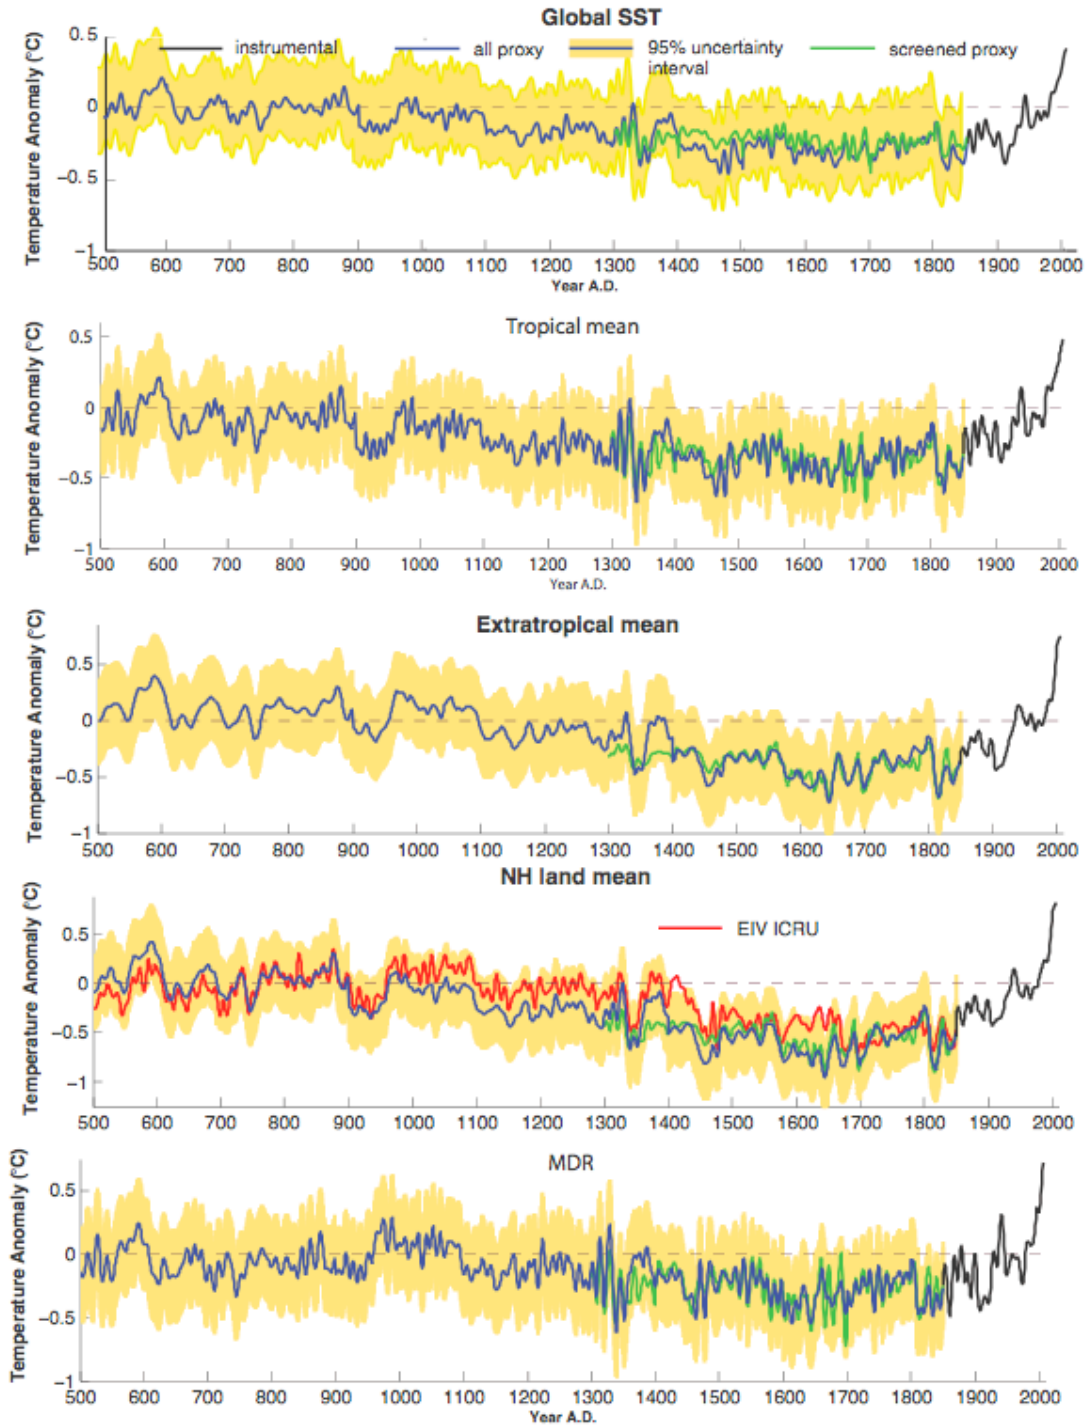 Global SST
Temperature Anomaly (°C)
0.5
0
−0.5
−1
instrumental
all proxy
95% uncertainty
interval
screened proxy
500 600 700 800 900 1000 1100 1200 1300 1400 1500 1600 1700 1800 1900 2000
Year A.D.
Tropical mean
Temperature Anomaly (°C)
0.5
0
−0.5
−1
500 600 700 800 900 1000 1100 1200 1300 1400 1500 1600 1700 1800 1900 2000
Year A.D.
Extratropical mean
Temperature Anomaly (°C)
0.5
0
−0.5
−1
500 600 700 800 900 1000 1100 1200 1300 1400 1500 1600 1700 1800 1900 2000
NH land mean
Temperature Anomaly (°C)
0.5
0
−0.5
−1
EIV ICRU
500 600 700 800 900 1000 1100 1200 1300 1400 1500 1600 1700 1800 1900 2000
MDR
Temperature Anomaly (°C)
0.5
0
−0.5
−1
500 600 700 800 900 1000 1100 1200 1300 1400 1500 1600 1700 1800 1900 2000
Year A.D.